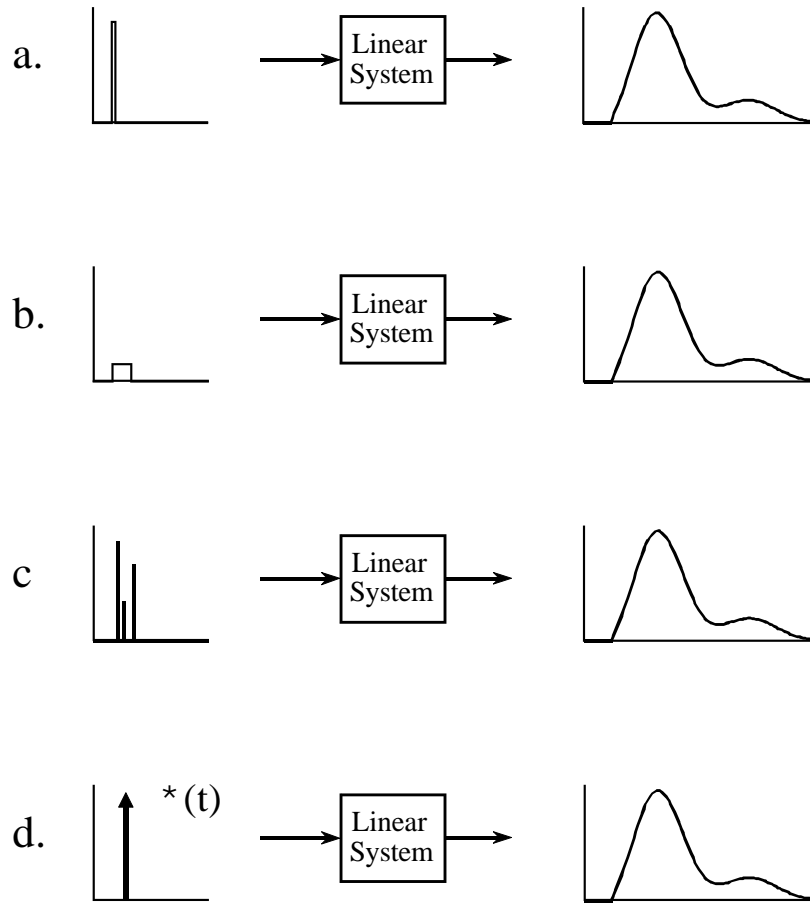 a.
Linear
System
b.
Linear
System
c
Linear
System
d.
*(t)
Linear
System